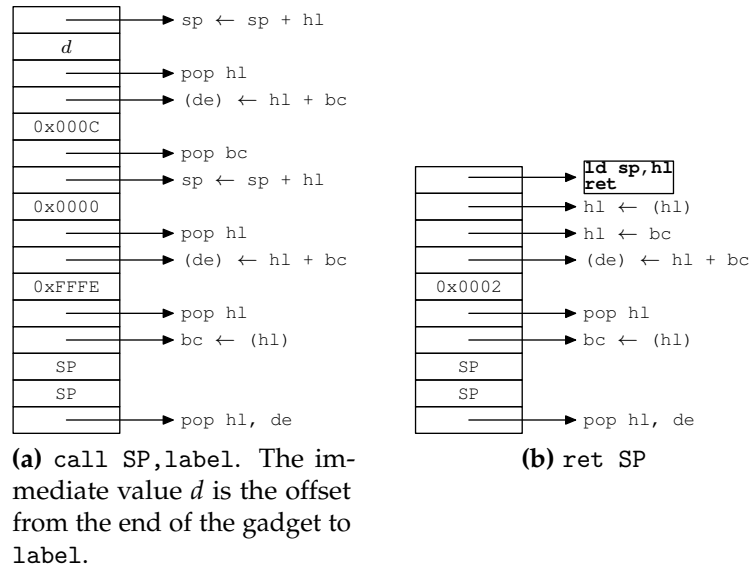 sp ← sp + hl
d
pop hl
(de) ← hl + bc
0x000C
pop bc
sp ← sp + hl
0x0000
pop hl
(de) ← hl + bc
0xFFFE
pop hl
bc ← (hl)
SP
SP
pop hl, de
(a) call SP,label. The im-
mediate value d is the offset
from the end of the gadget to
label.
ld sp,hl
ret
hl ← (hl)
hl ← bc
(de) ← hl + bc
0x0002
pop hl
bc ← (hl)
SP
SP
pop hl, de
(b) ret SP